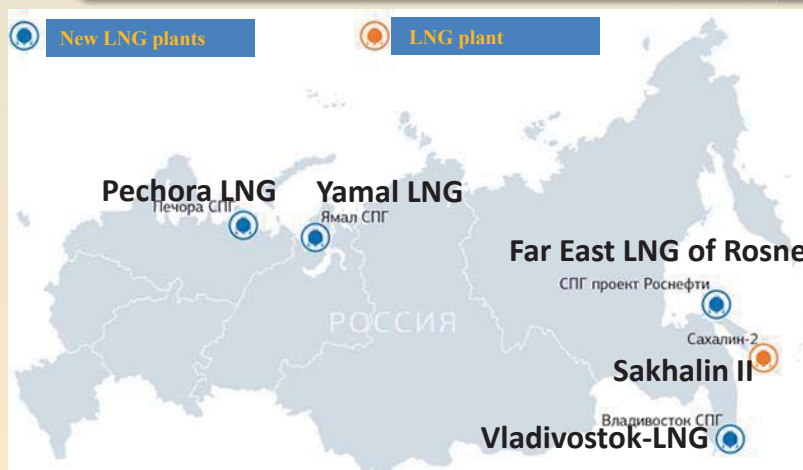 New LNG plants
LNG plant
Pechora LNG
Печора СПГ
Yamal LNG
Ямал СПГ
Far East LNG of Rosne
СПГ проект Роснефти
РОССИЯ
Сахалин-2
Sakhalin II
Владивосток СПГ
Vladivostok-LNG